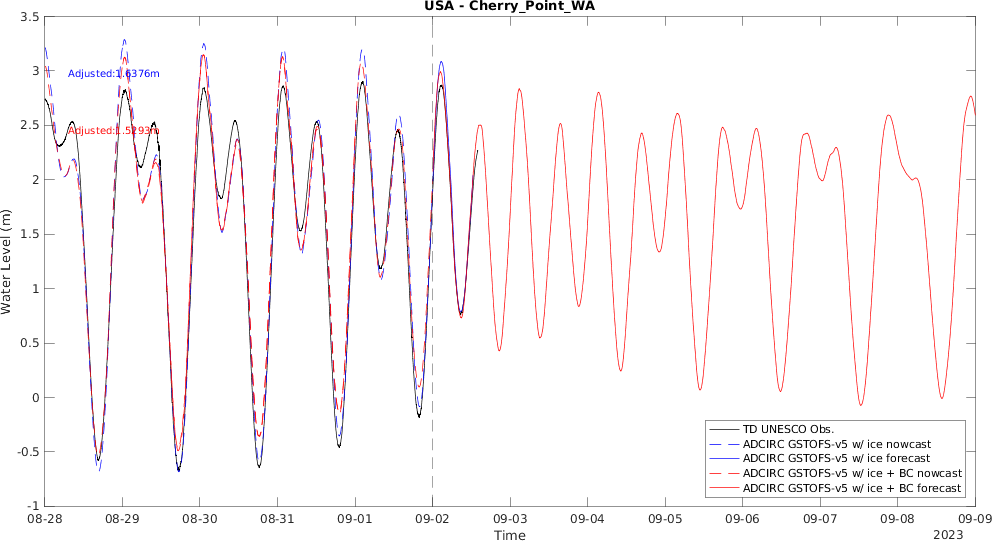 USA - Cherry_Point_WA
3.5
3
2.5
2
1.5
1
0.5
0
-0.5
-1
Water Level (m)
Adjusted:1.6376m
Adjusted:1.5293m
TD UNESCO Obs.
ADCIRC GSTOFS-v5 w/ ice nowcast
ADCIRC GSTOFS-v5 w/ ice forecast
ADCIRC GSTOFS-v5 w/ ice + BC nowcast
ADCIRC GSTOFS-v5 w/ ice + BC forecast
08-28 08-29 08-30 08-31 09-01 09-02 09-03 09-04 09-05 09-06 09-07 09-08 09-09
Time
2023